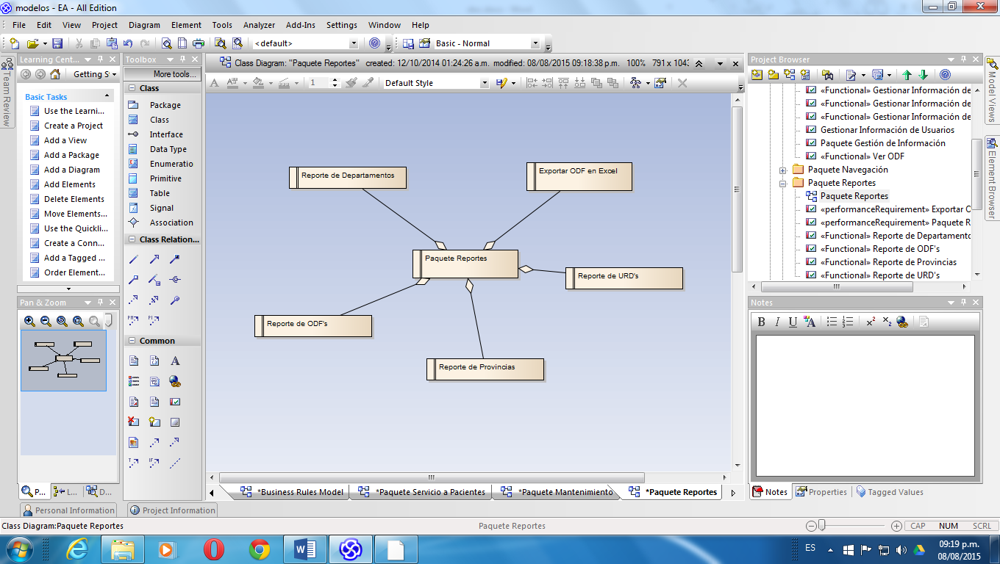 modelos - EA - All Edition
File Edit View Project Diagram Element Tools Analyzer Add-Ins Settings Window Help
<default>
Basic - Normal
Team Review
Learning Cent...
Getting S
Basic Tasks
Use the Learni...
Create a Project
Add a View
Add a Package
Add a Diagram
Add Elements
Delete Elements
Move Elements...
Use the Quickli...
Create a Conn...
Add a Tagged ...
Order Element...
Pan & Zoom
P...
L...
D...
Toolbox
More tools...
Class
Package
Class
Interface
Data Type
Enumeratio
Primitive
Table
Signal
Association
Class Relation...
Common
Class Diagram: "Paquete Reportes" created: 12/10/2014 01:24:26 a.m. modified: 08/08/2015 09:18:38 p.m. 100% 791 x 1043
1
Default Style
Reporte de Departamentos
Exportar ODF en Excel
Paquete Reportes
Reporte de URD's
Reporte de ODF's
Reporte de Provincias
*Business Rules Model
*Paquete Servicio a Pacientes
*Paquete Mantenimiento
*Paquete Reportes
Project Browser
«Functional» Gestionar Información de
«Functional» Gestionar Información de
«Functional» Gestionar Información de
Gestionar Información de Usuarios
Paquete Gestión de Información
«Functional» Ver ODF
Paquete Navegación
Paquete Reportes
Paquete Reportes
«performanceRequirement» Exportar O
«performanceRequirement» Paquete R
«Functional» Reporte de Departamento
«Functional» Reporte de ODF's
«Functional» Reporte de Provincias
«Functional» Reporte de URD's
Notes
B I U
Notes
Properties
Tagged Values
Model Views
Element Browser
Personal Information
Project Information
Class Diagram:Paquete Reportes
Paquete Reportes
CAP NUM SCRL
ES
09:19 p.m.
08/08/2015